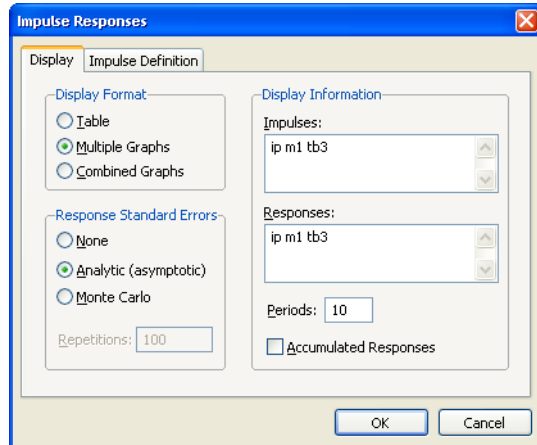 Impulse Responses
Display
Impulse Definition
Display Format
Table
Multiple Graphs
Combined Graphs
Response Standard Errors
None
Analytic (asymptotic)
Monte Carlo
Repetitions: 100
Display Information
Impulses:
ip m1 tb3
Responses:
ip m1 tb3
Periods: 10
Accumulated Responses
OK
Cancel